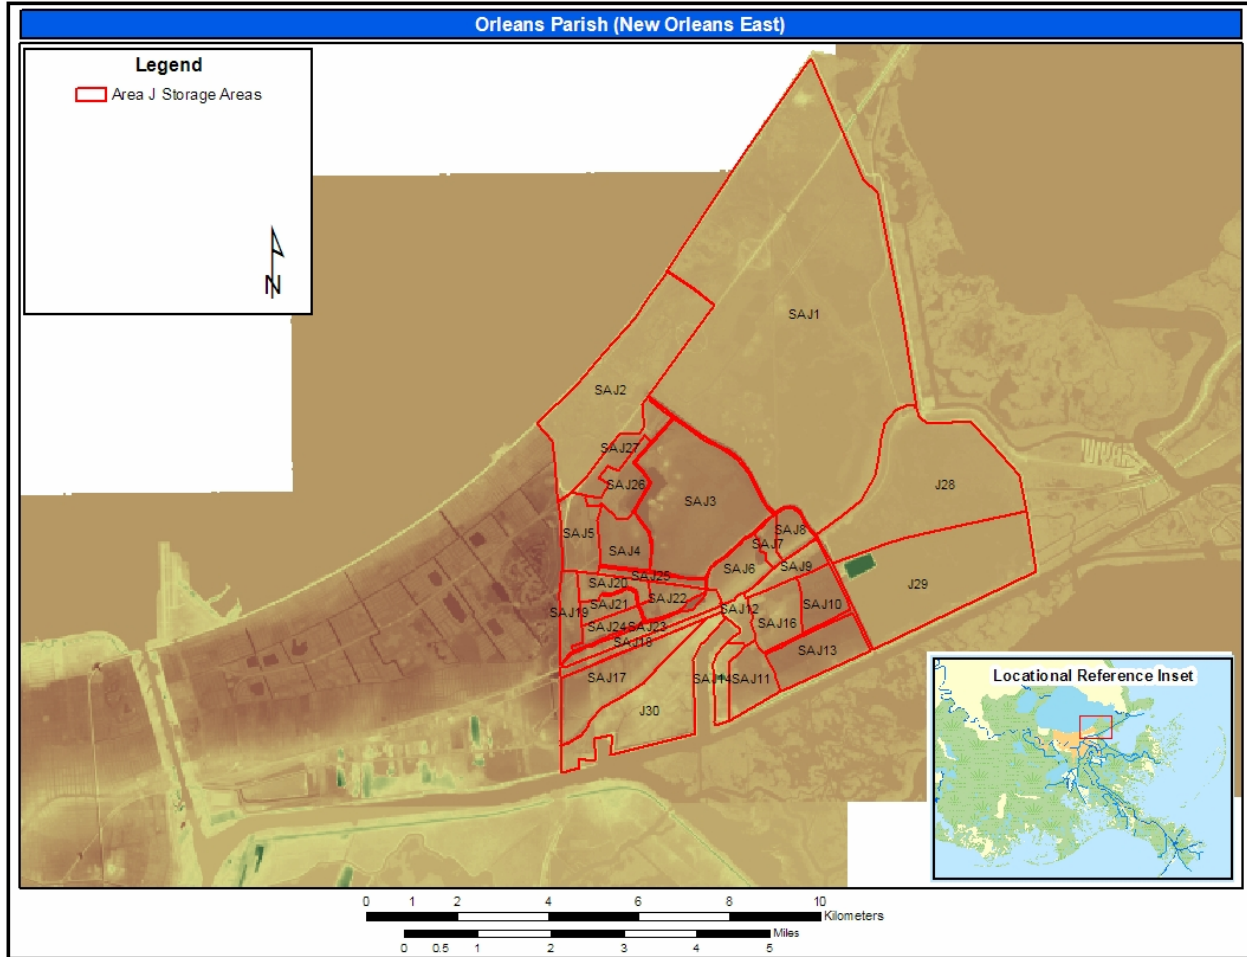 Orleans Parish (New Orleans East)
Legend
Area J Storage Areas
N
SAJ1
SAJ2
SAJ27
SAJ26
SAJ3
J28
SAJ5
SAJ4
SAJ8
SAJ7
SAJ6
SAJ9
SAJ25
SAJ20
J29
SAJ22
SAJ19
SAJ21
SAJ12
SAJ10
SAJ24
SAJ23
SAJ16
SAJ18
SAJ13
SAJ17
SAJ14
SAJ11
J30
Locational Reference Inset
0 1 2 4 6 8 10
Kilometers
Miles
0 0.5 1 2 3 4 5